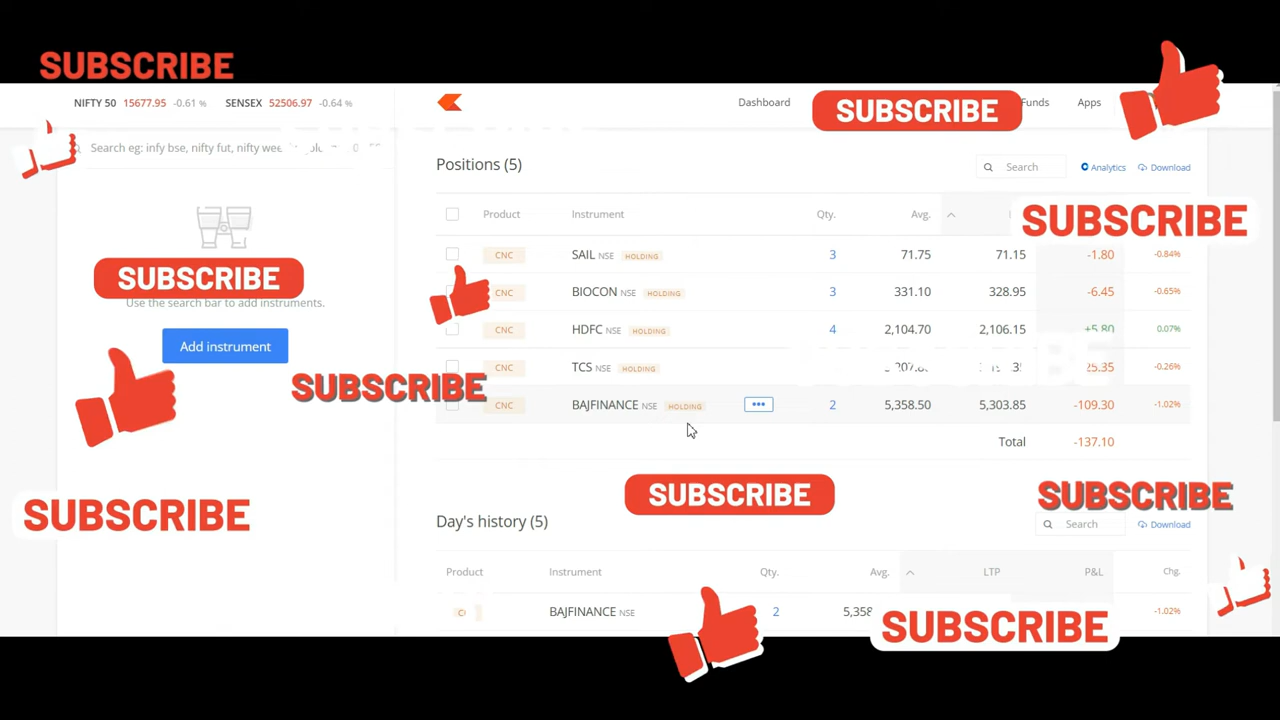 SUBSCRIBE
NIFTY 50 15677.95 -0.61 % SENSEX 52506.97 -0.64 %
Dashboard SUBSCRIBE Funds Apps
Search eg: infy bse, nifty fut, nifty
Positions (5)
Search Analytics Download
Product Instrument Qty. Avg.
SUBSCRIBE
CNC SAIL NSE HOLDING 3 71.75 71.15 -1.80 -0.84%
SUBSCRIBE
CNC BIOCON NSE HOLDING 3 331.10 328.95 -6.45 -0.65%
Use the search bar to add instruments.
CNC HDFC NSE HOLDING 4 2,104.70 2,106.15 +5.80 0.07%
Add instrument
CNC TCS NSE HOLDING 25.35 -0.26%
SUBSCRIBE
CNC BAJFINANCE NSE HOLDING ••• 2 5,358.50 5,303.85 -109.30 -1.02%
Total -137.10
SUBSCRIBE
SUBSCRIBE
SUBSCRIBE
Day's history (5)
Search Download
Product Instrument Qty. Avg. LTP P&L Chg.
BAJFINANCE NSE 2 -1.02%
SUBSCRIBE